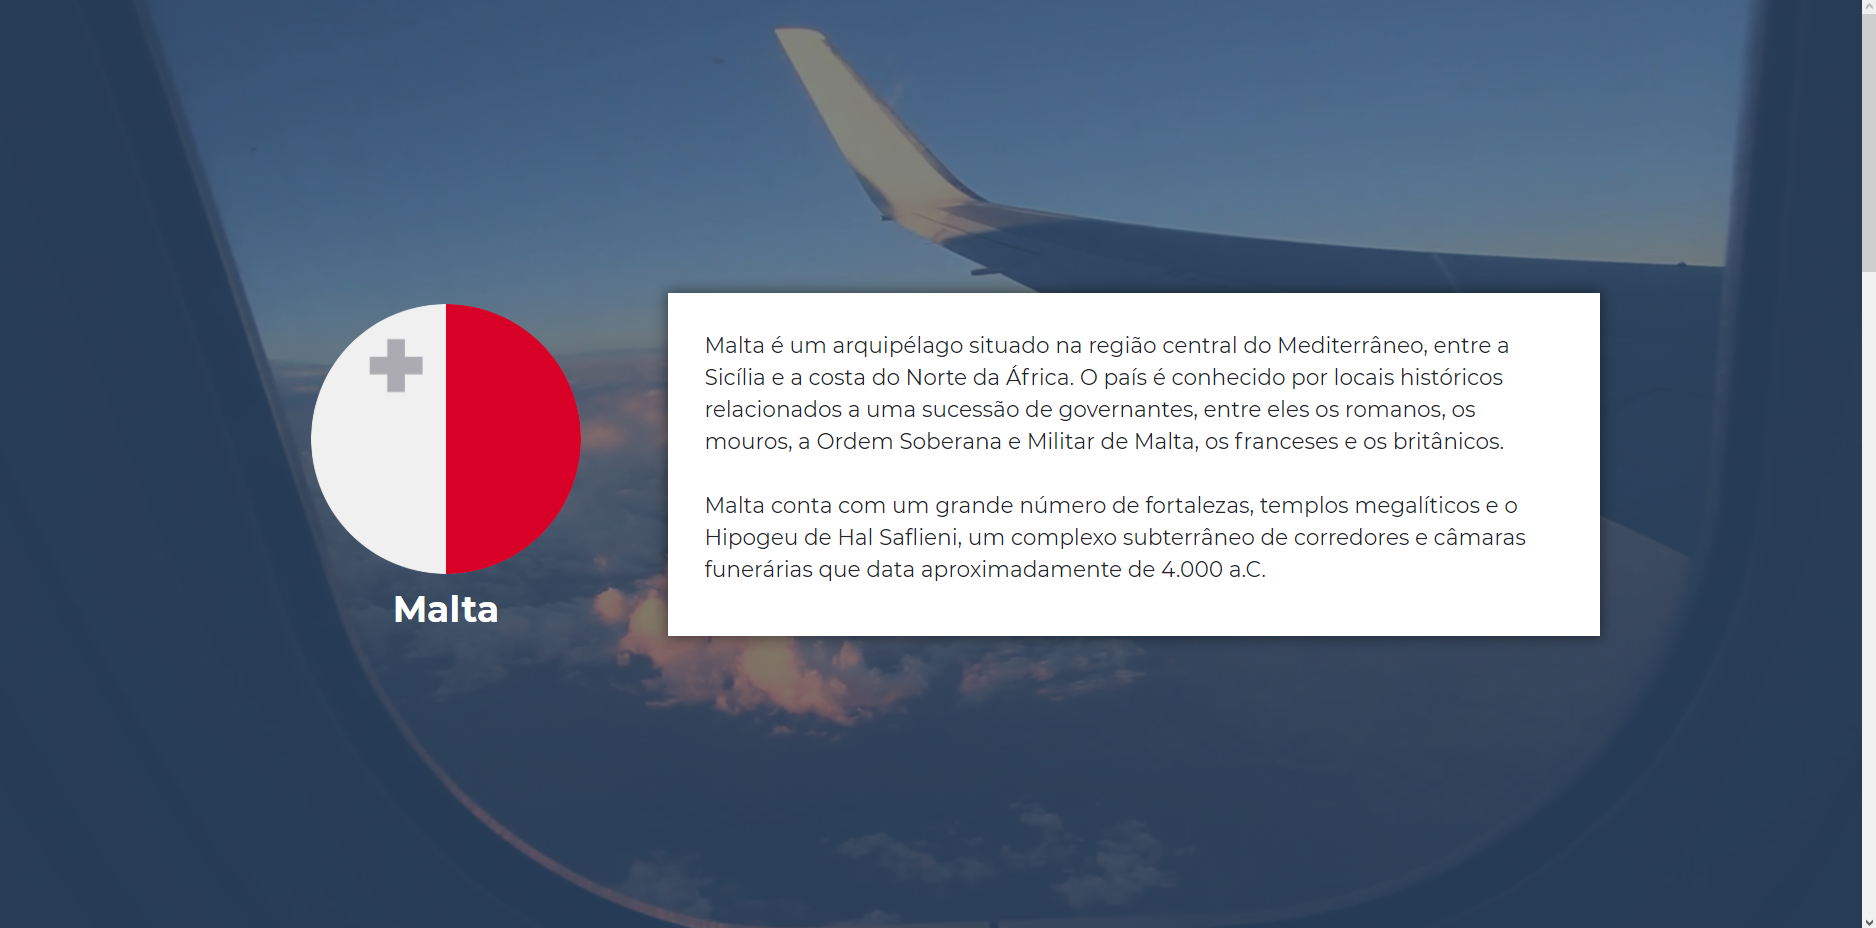 Malta é um arquipélago situado na região central do Mediterrâneo, entre a
Sicília e a costa do Norte da África. O país é conhecido por locais históricos
relacionados a uma sucessão de governantes, entre eles os romanos, os
mouros, a Ordem Soberana e Militar de Malta, os franceses e os britânicos.
Malta conta com um grande número de fortalezas, templos megalíticos e o
Hipogeu de Hal Saflieni, um complexo subterrâneo de corredores e câmaras
funerárias que data aproximadamente de 4.000 a.C.
Malta